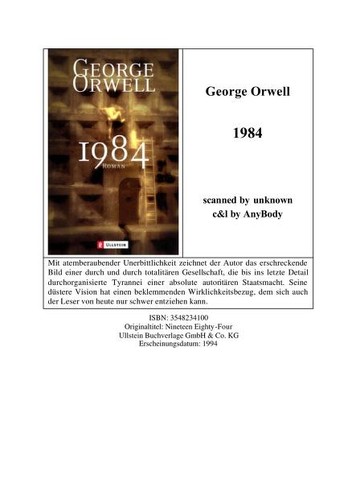 GEORGE
ORWELL
1984
ROMAN
ULLSTEIN
George Orwell
1984
scanned by unknown
c&l by AnyBody
Mit atemberaubender Unerbittlichkeit zeichnet der Autor das erschreckende
Bild einer durch und durch totalitären Gesellschaft, die bis ins letzte Detail
durchorganisierte Tyrannei einer absolute autoritären Staatsmacht. Seine
düstere Vision hat einen beklemmenden Wirklichkeitsbezug, dem sich auch
der Leser von heute nur schwer entziehen kann.
ISBN: 3548234100
Originaltitel: Nineteen Eighty-Four
Ullstein Buchverlage GmbH & Co. KG
Erscheinungsdatum: 1994